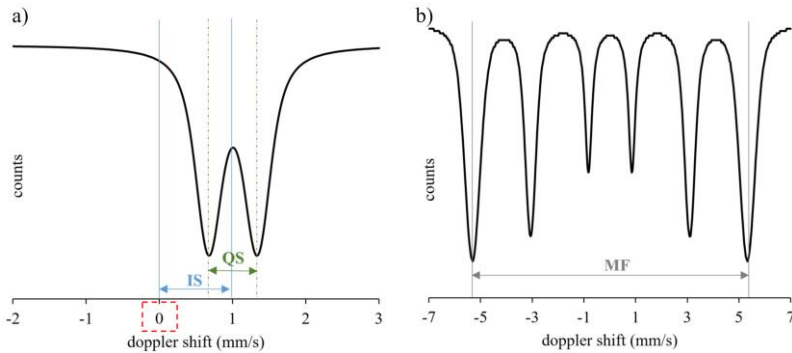 a)
counts
QS
IS
-2 -1 0 1 2 3
doppler shift (mm/s)
b)
counts
MF
-7 -5 -3 -1 1 3 5 7
doppler shift (mm/s)